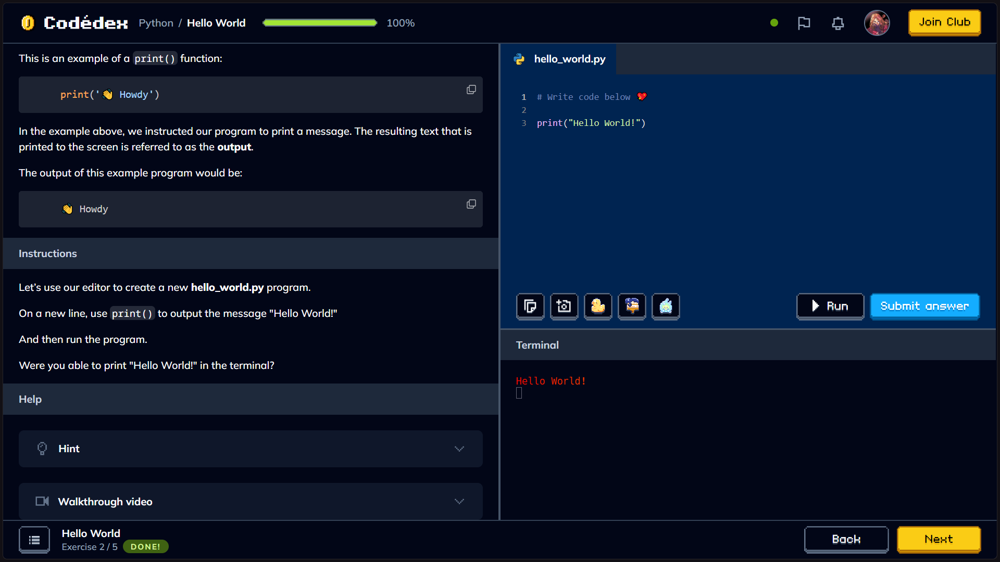 Codédex Python / Hello World 100% Join Club
This is an example of a print() function:
print('👋 Howdy')
In the example above, we instructed our program to print a message. The resulting text that is
printed to the screen is referred to as the output.
The output of this example program would be:
👋 Howdy
Instructions
Let’s use our editor to create a new hello_world.py program.
On a new line, use print() to output the message "Hello World!"
And then run the program.
Were you able to print "Hello World!" in the terminal?
Help
Hint
Walkthrough video
hello_world.py
1 # Write code below 💖
2
3 print("Hello World!")
Run Submit answer
Terminal
Hello World!
Hello World
Exercise 2 / 5 DONE!
Back Next